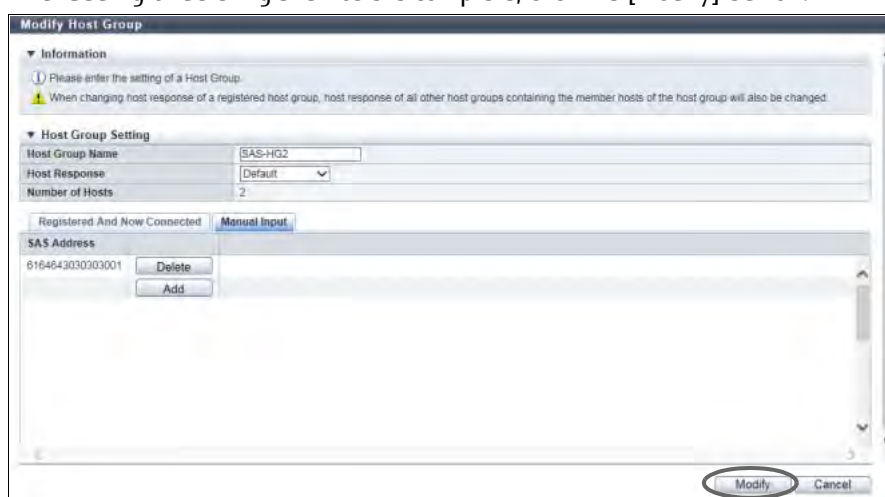 Modify Host Group
Information
Please enter the setting of a Host Group.
When changing host response of a registered host group, host response of all other host groups containing the member hosts of the host group will also be changed.
Host Group Setting
Host Group Name SAS-HG2
Host Response Default
Number of Hosts 2
Registered And Now Connected Manual Input
SAS Address
6164643030303001 Delete
Add
Modify Cancel